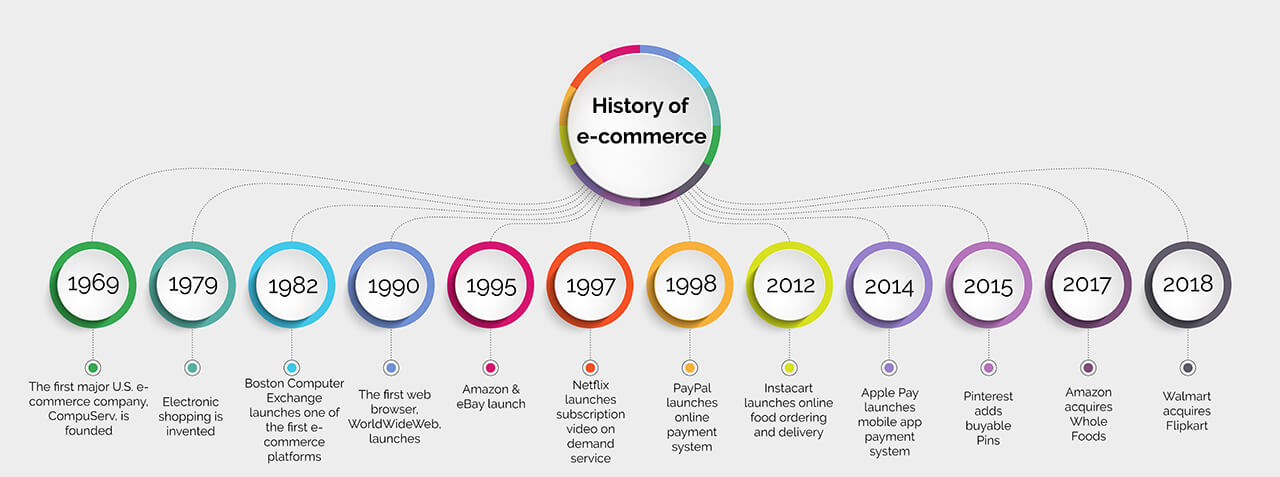 History of
e-commerce
1969
1979
1982
1990
1995
1997
1998
2012
2014
2015
2017
2018
The first major U.S. e-
commerce company,
CompuServ, is
founded
Electronic
shopping is
invented
Boston Computer
Exchange
launches one of
the first e-
commerce
platforms
The first web
browser,
WorldWideWeb,
launches
Amazon &
eBay launch
Netflix
launches
subscription
video on
demand
service
PayPal
launches
online
payment
system
Instacart
launches online
food ordering
and delivery
Apple Pay
launches
mobile app
payment
system
Pinterest
adds
buyable
Pins
Amazon
acquires
Whole
Foods
Walmart
acquires
Flipkart